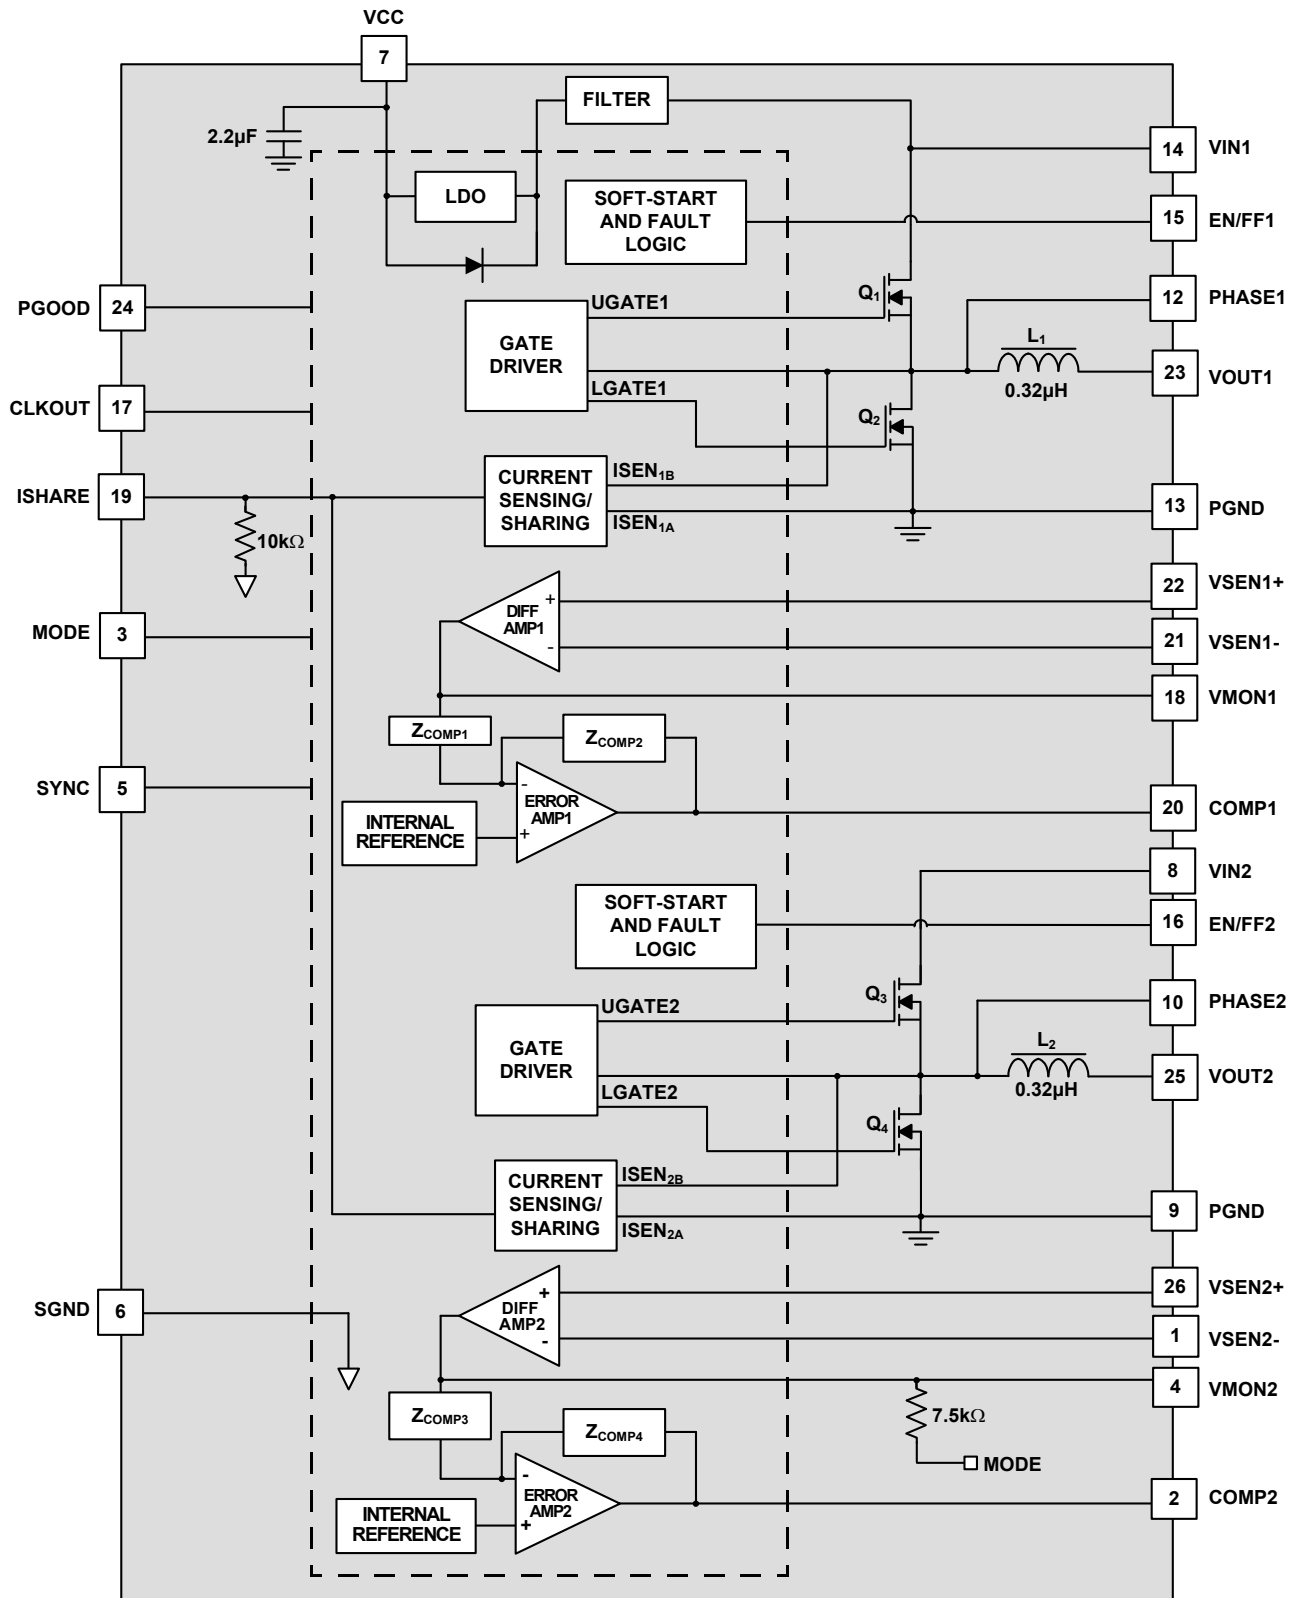 VCC
7
FILTER
2.2µF
14 VIN1
LDO
SOFT-START
AND FAULT
LOGIC
15 EN/FF1
PGOOD 24
UGATE1
Q1
12 PHASE1
GATE
DRIVER
L1
0.32µH
23 VOUT1
CLKOUT 17
LGATE1
Q2
ISHARE 19
10kΩ
CURRENT
SENSING/
SHARING
ISEN1B
ISEN1A
13 PGND
+
-
DIFF
AMP1
22 VSEN1+
MODE 3
21 VSEN1-
18 VMON1
ZCOMP1
ZCOMP2
SYNC 5
-
+
ERROR
AMP1
INTERNAL
REFERENCE
20 COMP1
8 VIN2
SOFT-START
AND FAULT
LOGIC
16 EN/FF2
UGATE2
Q3
10 PHASE2
GATE
DRIVER
L2
0.32µH
25 VOUT2
LGATE2
Q4
CURRENT
SENSING/
SHARING
ISEN2B
ISEN2A
9 PGND
SGND 6
+
-
DIFF
AMP2
26 VSEN2+
1 VSEN2-
4 VMON2
ZCOMP3
ZCOMP4
7.5kΩ
MODE
-
+
ERROR
AMP2
INTERNAL
REFERENCE
2 COMP2